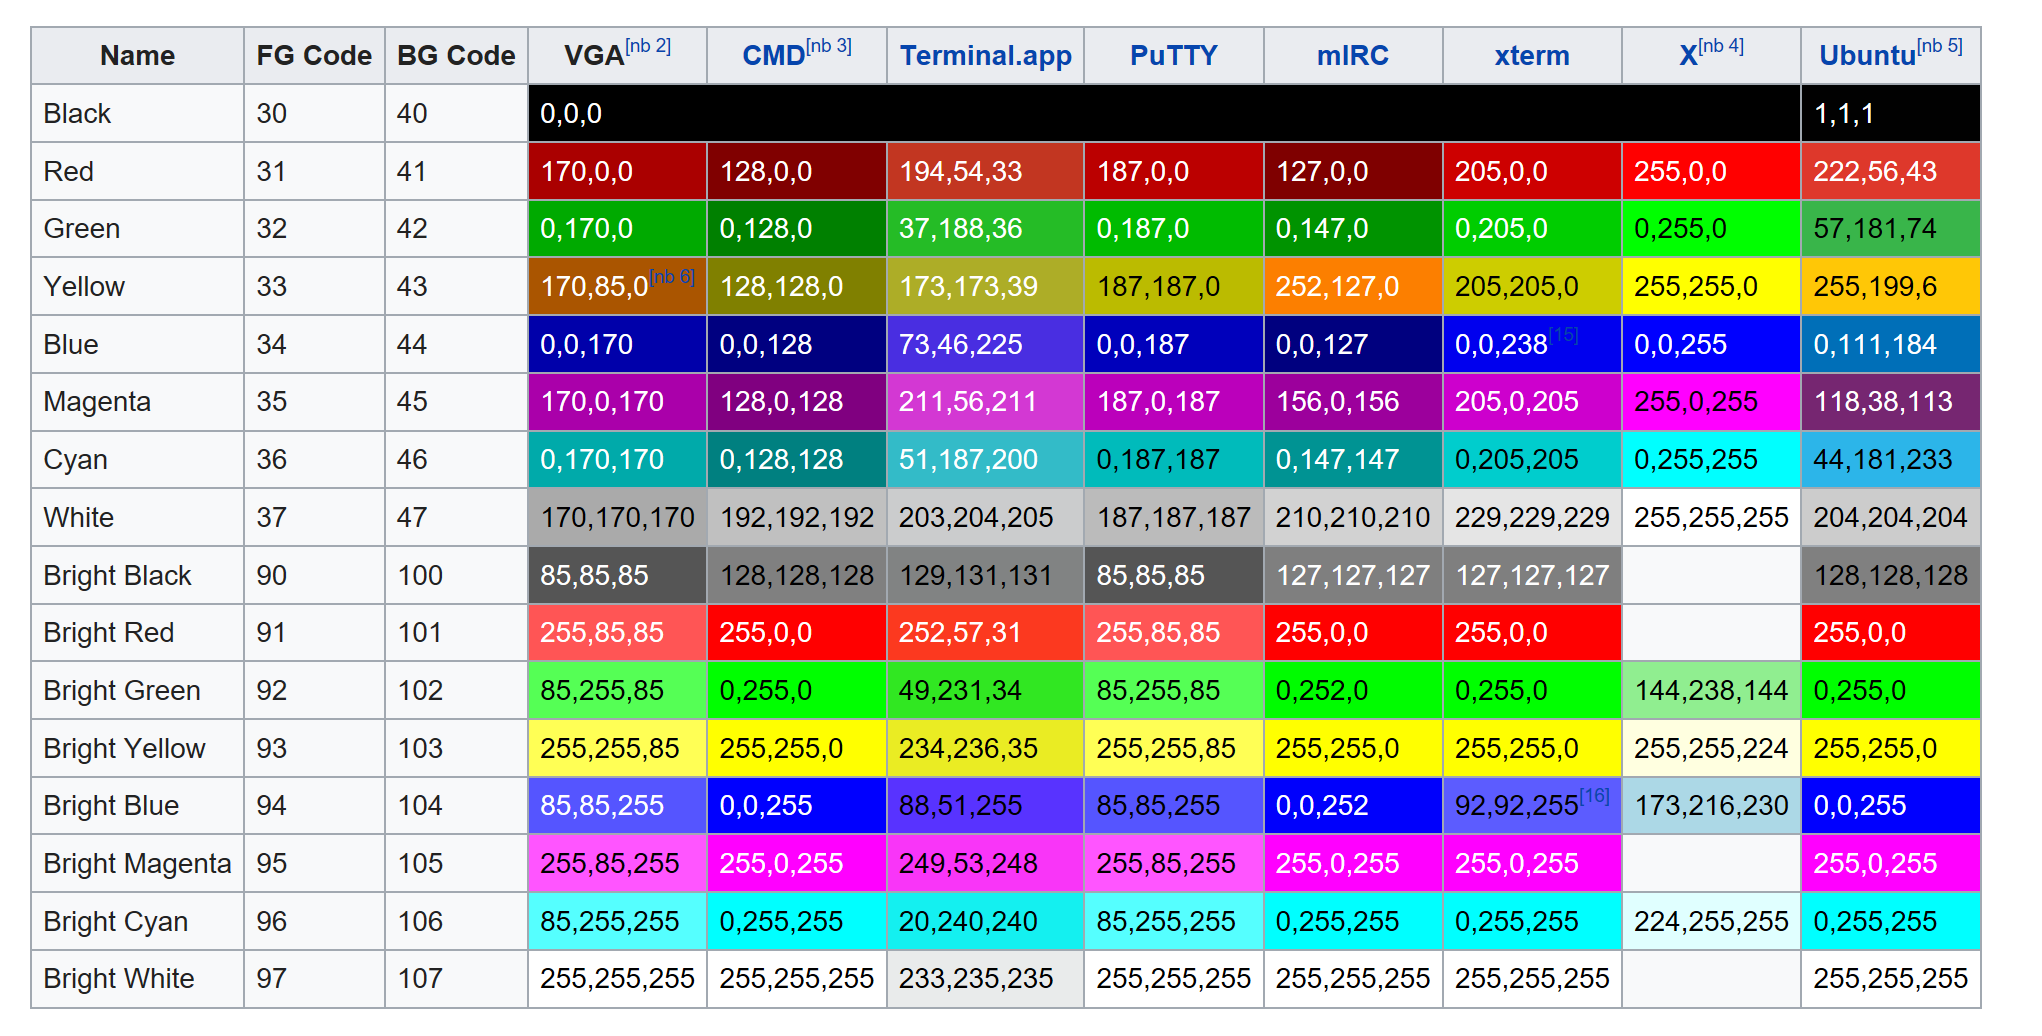 Name FG Code BG Code VGA[nb 2] CMD[nb 3] Terminal.app PuTTY mIRC xterm X[nb 4] Ubuntu[nb 5]
Black 30 40 0,0,0 1,1,1
Red 31 41 170,0,0 128,0,0 194,54,33 187,0,0 127,0,0 205,0,0 255,0,0 222,56,43
Green 32 42 0,170,0 0,128,0 37,188,36 0,187,0 0,147,0 0,205,0 0,255,0 57,181,74
Yellow 33 43 170,85,0[nb 6] 128,128,0 173,173,39 187,187,0 252,127,0 205,205,0 255,255,0 255,199,6
Blue 34 44 0,0,170 0,0,128 73,46,225 0,0,187 0,0,127 0,0,238[15] 0,0,255 0,111,184
Magenta 35 45 170,0,170 128,0,128 211,56,211 187,0,187 156,0,156 205,0,205 255,0,255 118,38,113
Cyan 36 46 0,170,170 0,128,128 51,187,200 0,187,187 0,147,147 0,205,205 0,255,255 44,181,233
White 37 47 170,170,170 192,192,192 203,204,205 187,187,187 210,210,210 229,229,229 255,255,255 204,204,204
Bright Black 90 100 85,85,85 128,128,128 129,131,131 85,85,85 127,127,127 127,127,127 128,128,128
Bright Red 91 101 255,85,85 255,0,0 252,57,31 255,85,85 255,0,0 255,0,0 255,0,0
Bright Green 92 102 85,255,85 0,255,0 49,231,34 85,255,85 0,252,0 0,255,0 144,238,144 0,255,0
Bright Yellow 93 103 255,255,85 255,255,0 234,236,35 255,255,85 255,255,0 255,255,0 255,255,224 255,255,0
Bright Blue 94 104 85,85,255 0,0,255 88,51,255 85,85,255 0,0,252 92,92,255[16] 173,216,230 0,0,255
Bright Magenta 95 105 255,85,255 255,0,255 249,53,248 255,85,255 255,0,255 255,0,255 255,0,255
Bright Cyan 96 106 85,255,255 0,255,255 20,240,240 85,255,255 0,255,255 0,255,255 224,255,255 0,255,255
Bright White 97 107 255,255,255 255,255,255 233,235,235 255,255,255 255,255,255 255,255,255 255,255,255